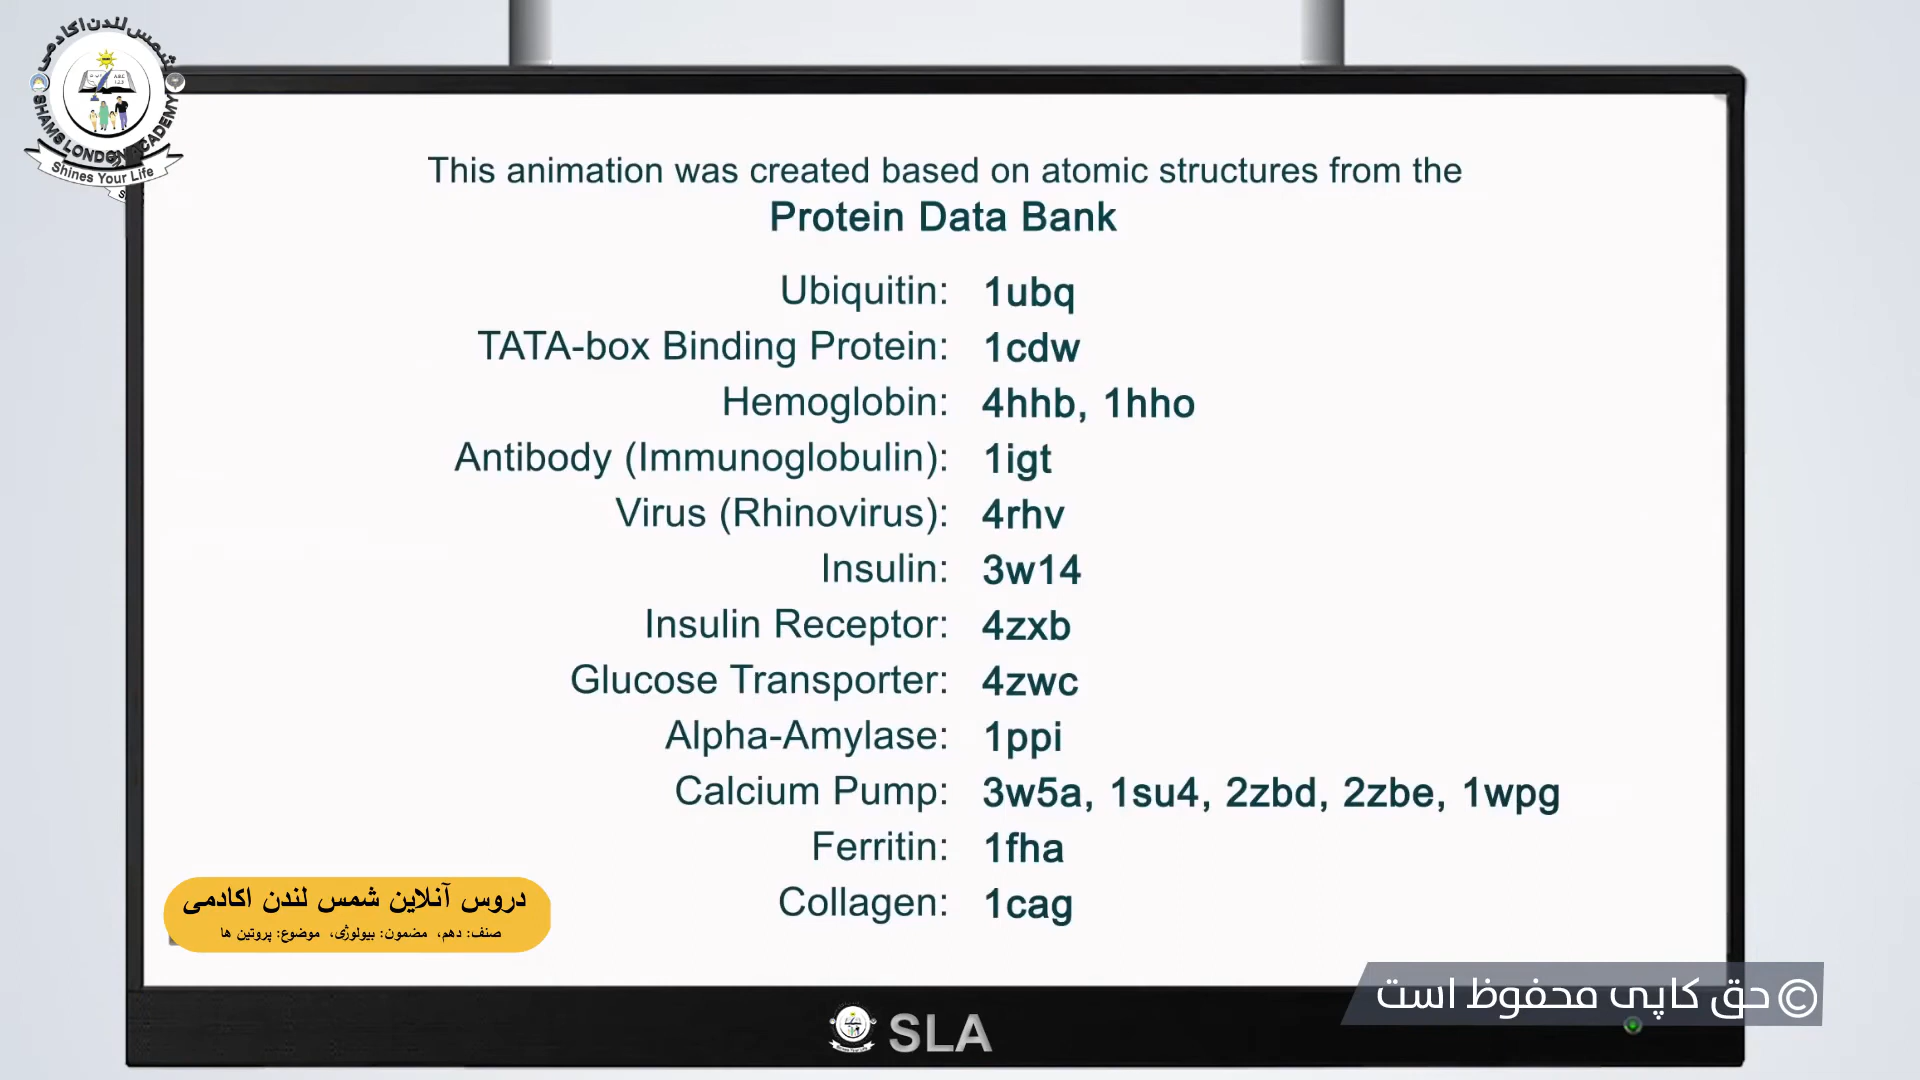 شمس لندن اکادمی
SHAMS LONDON ACADEMY
Shines Your Life
This animation was created based on atomic structures from the
Protein Data Bank
Ubiquitin: 1ubq
TATA-box Binding Protein: 1cdw
Hemoglobin: 4hhb, 1hho
Antibody (Immunoglobulin): 1igt
Virus (Rhinovirus): 4rhv
Insulin: 3w14
Insulin Receptor: 4zxb
Glucose Transporter: 4zwc
Alpha-Amylase: 1ppi
Calcium Pump: 3w5a, 1su4, 2zbd, 2zbe, 1wpg
Ferritin: 1fha
Collagen: 1cag
دروس آنلاین شمس لندن اکادمی
صنف: دهم، مضمون: بیولوژی، موضوع: پروتین ها
© حق کاپی محفوظ است
SLA